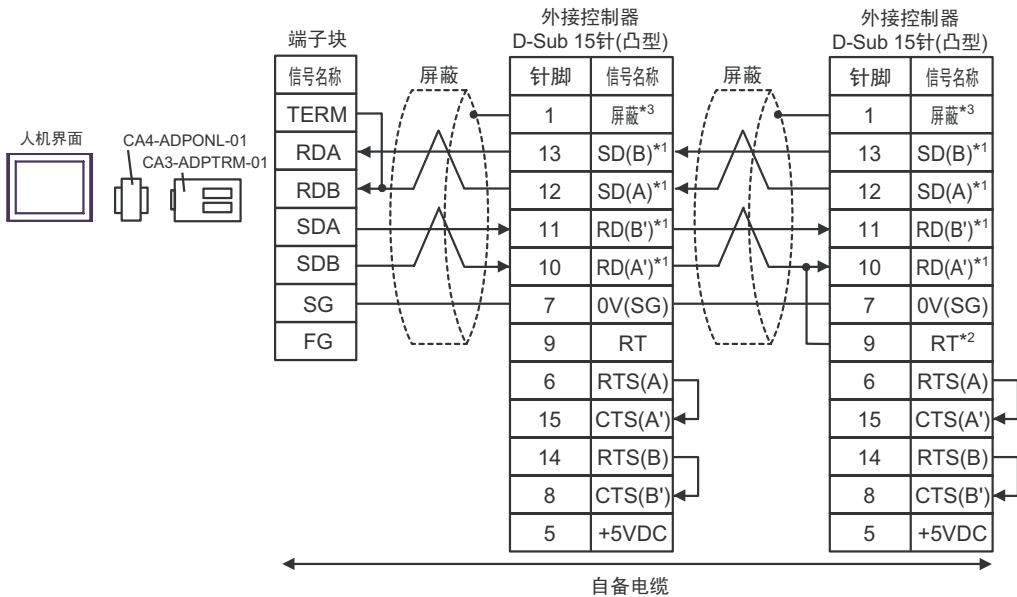 外接控制器
D-Sub 15针(凸型)
外接控制器
D-Sub 15针(凸型)
端子块
人机界面
CA4-ADPONL-01
CA3-ADPTRM-01
信号名称
TERM
RDA
RDB
SDA
SDB
SG
FG
屏蔽
针脚 信号名称
1 屏蔽*3
13 SD(B)*1
12 SD(A)*1
11 RD(B')*1
10 RD(A')*1
7 0V(SG)
9 RT
6 RTS(A)
15 CTS(A')
14 RTS(B)
8 CTS(B')
5 +5VDC
屏蔽
针脚 信号名称
1 屏蔽*3
13 SD(B)*1
12 SD(A)*1
11 RD(B')*1
10 RD(A')*1
7 0V(SG)
9 RT*2
6 RTS(A)
15 CTS(A')
14 RTS(B)
8 CTS(B')
5 +5VDC
自备电缆